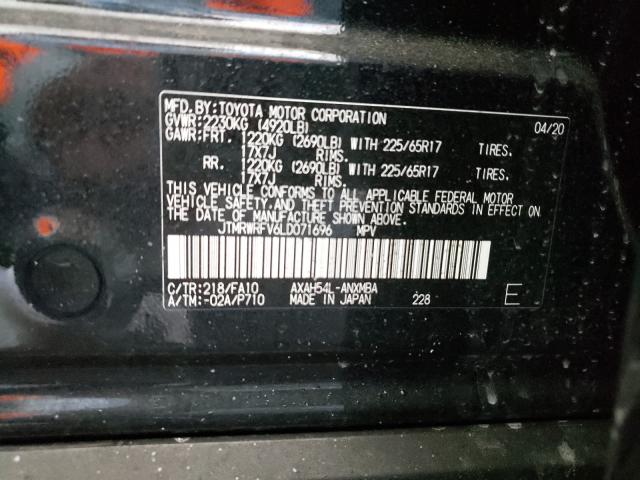 MFD.BY:TOYOTA MOTOR CORPORATION 04/20
GVWR:2230KG (4920LB)
GAWR:FRT. 1220KG (2690LB) WITH 225/65R17 TIRES.
17X7J RIMS.
RR. 1220KG (2690LB) WITH 225/65R17 TIRES.
17X7J RIMS.
THIS VEHICLE CONFORMS TO ALL APPLICABLE FEDERAL MOTOR
VEHICLE SAFETY, AND THEFT PREVENTION STANDARDS IN EFFECT ON
THE DATE OF MANUFACTURE SHOWN ABOVE.
JTMRWRFV6LD071696 MPV
C/TR:218/FA10 AXAH54L-ANXMBA
A/TM:-02A/P710 MADE IN JAPAN 228 E